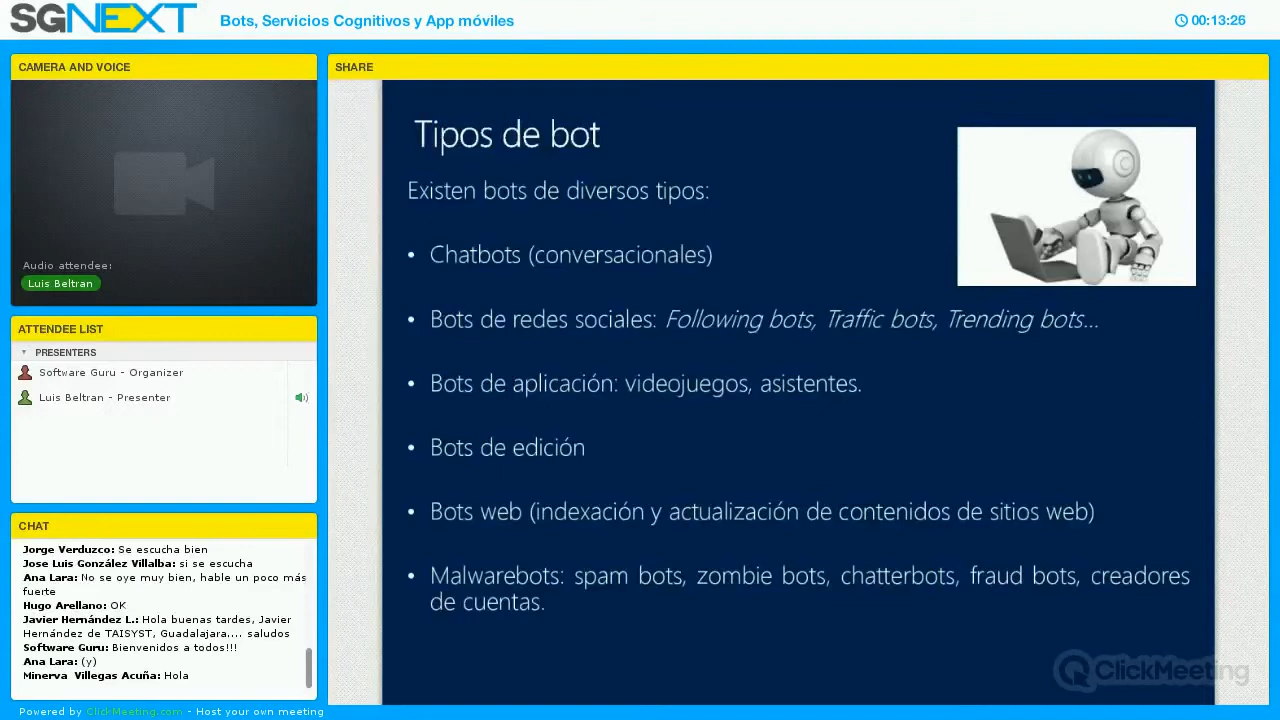 SGNEXT
Bots, Servicios Cognitivos y App móviles
00:13:26
CAMERA AND VOICE
Audio attendee:
Luis Beltran
ATTENDEE LIST
PRESENTERS
Software Guru - Organizer
Luis Beltran - Presenter
CHAT
Jorge Verduzco: Se escucha bien
Jose Luis González Villalba: si se escucha
Ana Lara: No se oye muy bien, hable un poco más
fuerte
Hugo Arellano: OK
Javier Hernández L.: Hola buenas tardes, Javier
Hernández de TAISYST, Guadalajara.... saludos
Software Guru: Bienvenidos a todos!!!
Ana Lara: (y)
Minerva Villegas Acuña: Hola
SHARE
Tipos de bot
Existen bots de diversos tipos:
• Chatbots (conversacionales)
• Bots de redes sociales: Following bots, Traffic bots, Trending bots...
• Bots de aplicación: videojuegos, asistentes.
• Bots de edición
• Bots web (indexación y actualización de contenidos de sitios web)
• Malwarebots: spam bots, zombie bots, chatterbots, fraud bots, creadores
de cuentas.
ClickMeeting
Powered by ClickMeeting.com - Host your own meeting